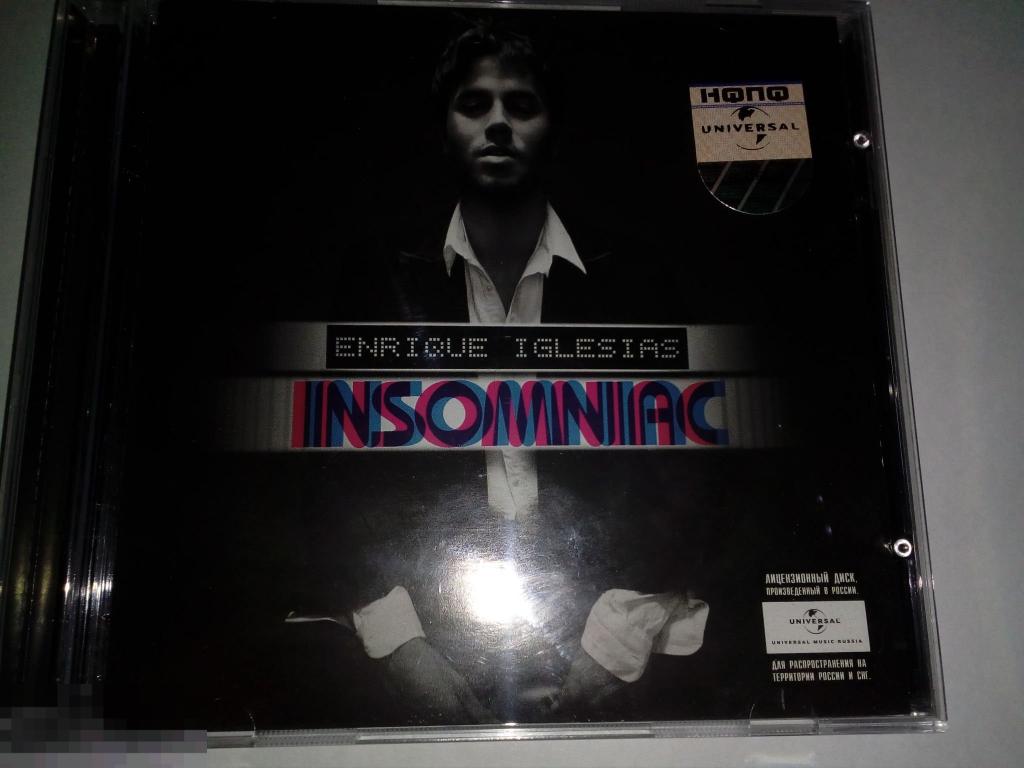 НФПФ
UNIVERSAL
ENRIQUE IGLESIAS
INSOMNIAC
ЛИЦЕНЗИОННЫЙ ДИСК,
ПРОИЗВЕДЕННЫЙ В РОССИИ.
UNIVERSAL
UNIVERSAL MUSIC RUSSIA
ДЛЯ РАСПРОСТРАНЕНИЯ НА
ТЕРРИТОРИИ РОССИИ И СНГ.